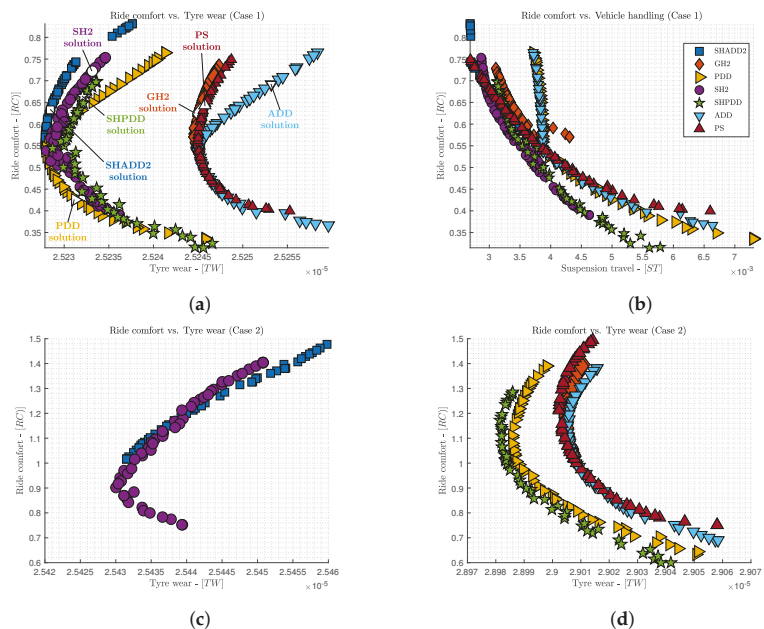 Ride comfort vs. Tyre wear (Case 1)
0.8
0.75
0.7
0.65
0.6
0.55
0.5
0.45
0.4
0.35
Ride comfort - [RC)]
SH2
solution
PS
solution
GH2
solution
SHPDD
solution
ADD
solution
SHADD2
solution
PDD
solution
2.523
2.5235
2.524
2.5245
2.525
2.5255
Tyre wear - [TW]
×10⁻⁵
(a)
Ride comfort vs. Vehicle handling (Case 1)
0.8
0.75
0.7
0.65
0.6
0.55
0.5
0.45
0.4
0.35
Ride comfort - [RC)]
SHADD2
GH2
PDD
SH2
SHPDD
ADD
PS
3
4
5
6
7
Suspension travel - [ST]
×10⁻³
(b)
Ride comfort vs. Tyre wear (Case 2)
1.5
1.4
1.3
1.2
1.1
1
0.9
0.8
0.7
0.6
Ride comfort - [RC)]
2.542
2.5425
2.543
2.5435
2.544
2.5445
2.545
2.5455
2.546
Tyre wear - [TW]
×10⁻⁵
(c)
Ride comfort vs. Tyre wear (Case 2)
1.5
1.4
1.3
1.2
1.1
1
0.9
0.8
0.7
0.6
Ride comfort - [RC)]
2.897
2.898
2.899
2.9
2.901
2.902
2.903
2.904
2.905
2.906
2.907
Tyre wear - [TW]
×10⁻⁵
(d)